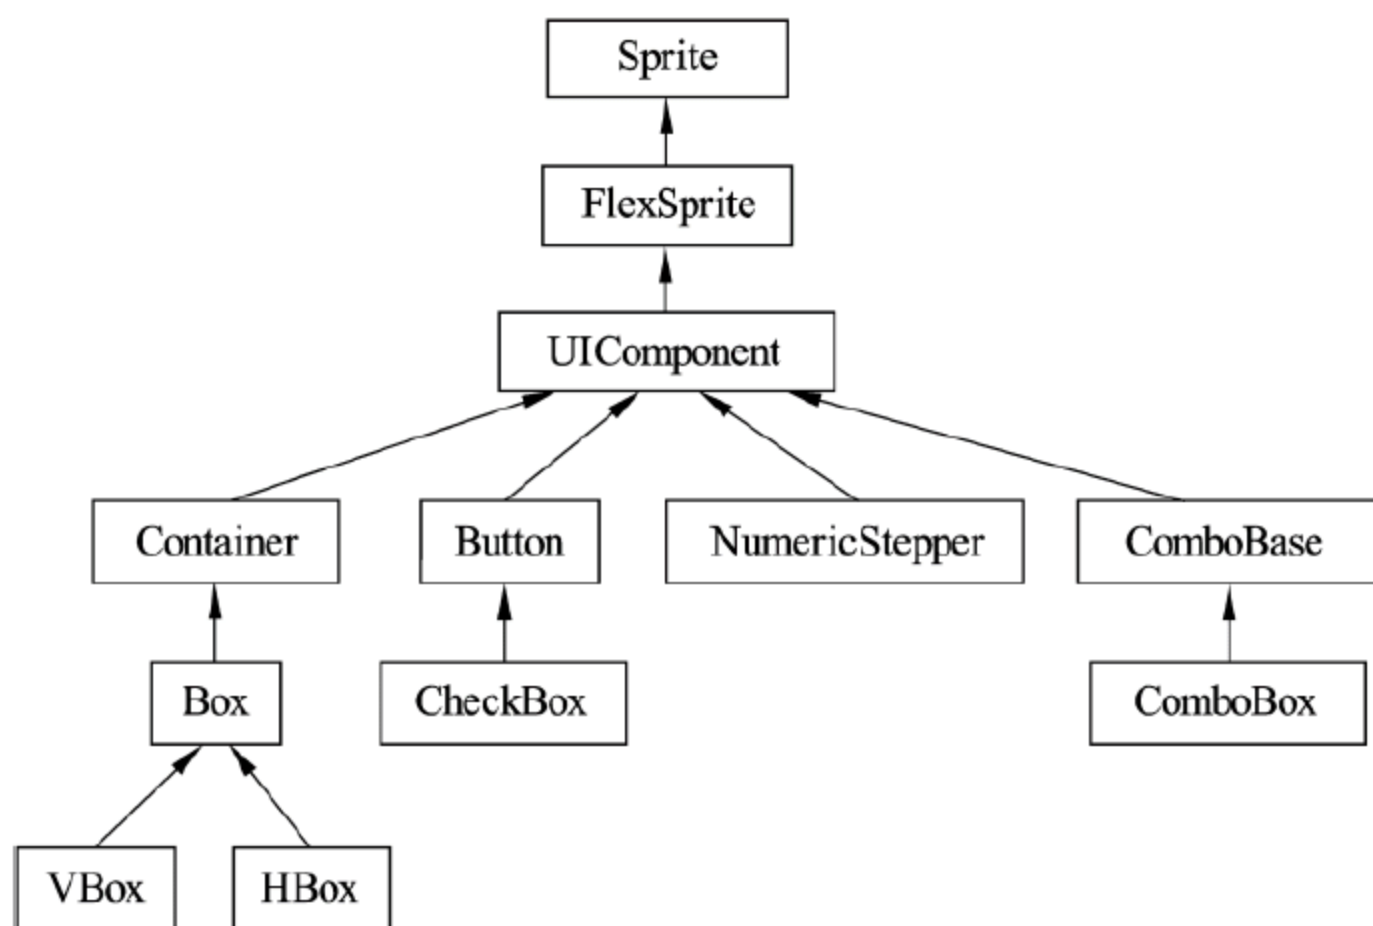 Sprite
FlexSprite
UIComponent
Container
Button
NumericStepper
ComboBase
Box
CheckBox
ComboBox
VBox
HBox